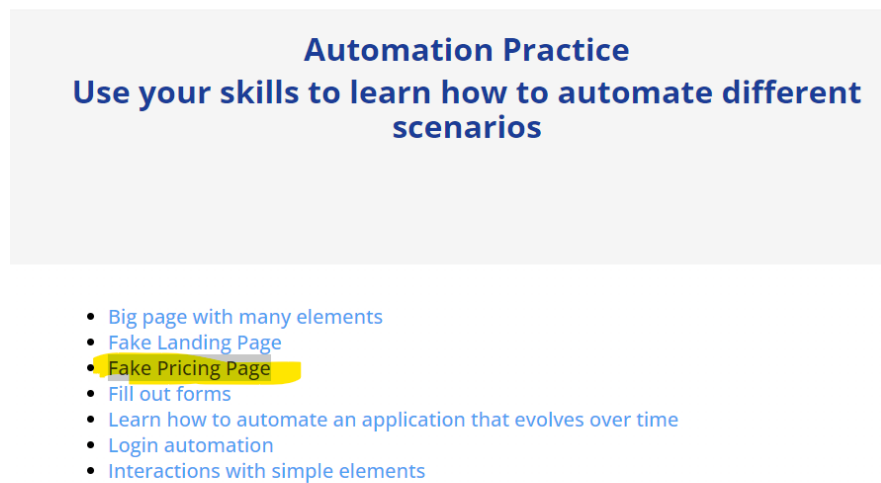 Automation Practice
Use your skills to learn how to automate different
scenarios
Big page with many elements
Fake Landing Page
Fake Pricing Page
Fill out forms
Learn how to automate an application that evolves over time
Login automation
Interactions with simple elements